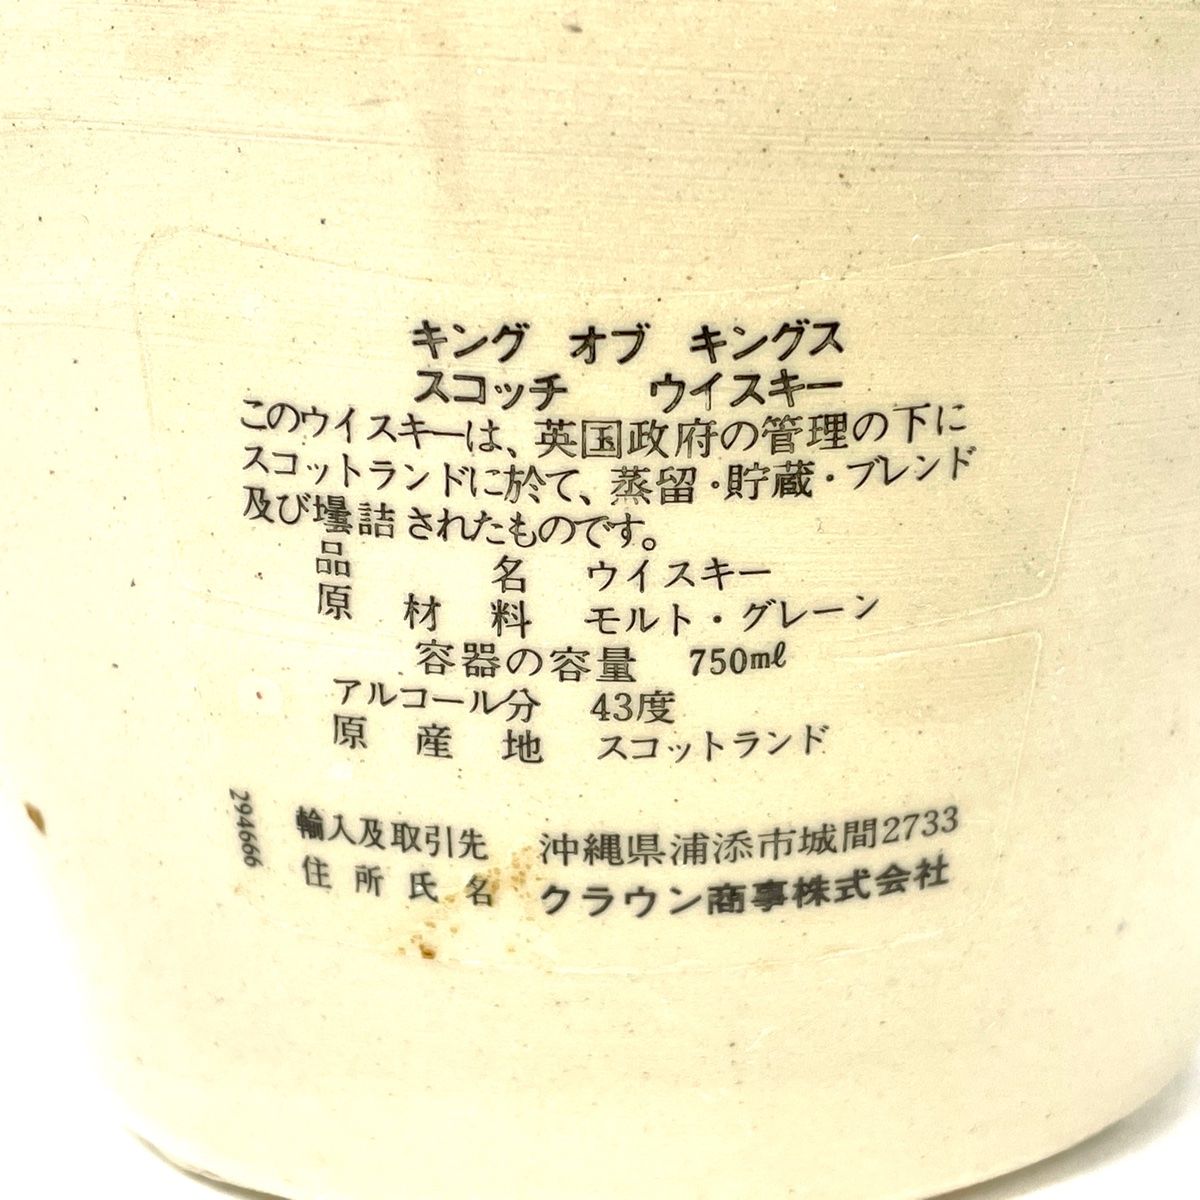 キング オブ キングス
スコッチ ウイスキー
このウイスキーは、英国政府の管理の下に
スコットランドに於て、蒸留・貯蔵・ブレンド
及び壜詰されたものです。
品名 ウイスキー
原材料 モルト・グレーン
容器の容量 750mℓ
アルコール分 43度
原産地 スコットランド
輸入及取引先 沖縄県浦添市城間2733
住所氏名 クラウン商事株式会社
294666